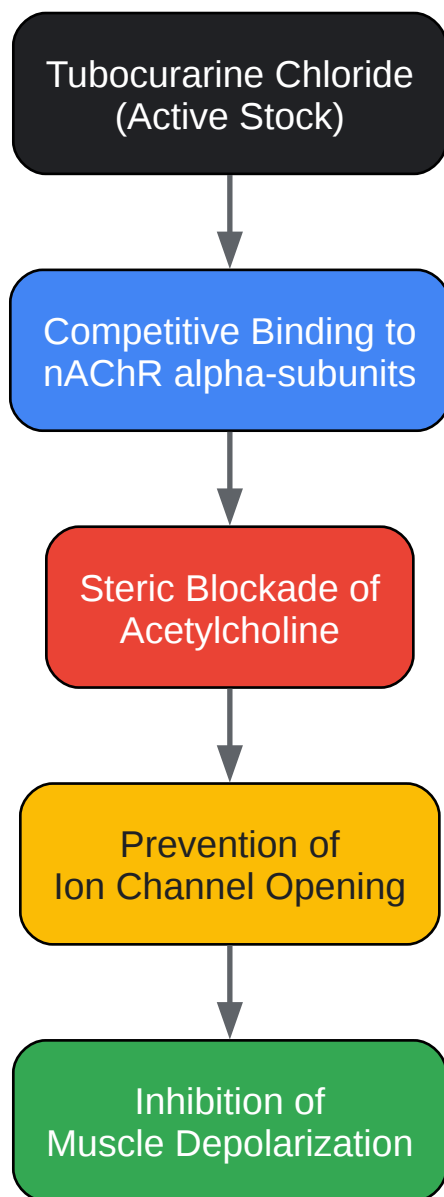 Tubocurarine Chloride
(Active Stock)
Competitive Binding to
nAChR alpha-subunits
Steric Blockade of
Acetylcholine
Prevention of
Ion Channel Opening
Inhibition of
Muscle Depolarization